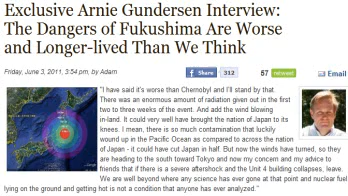 Exclusive Arnie Gundersen Interview:
The Dangers of Fukushima Are Worse
and Longer-lived Than We Think
Friday, June 3, 2011, 3:54 pm, by Adam
Share 312
57 retweet
Email
"I have said it's worse than Chernobyl and I'll stand by that.
There was an enormous amount of radiation given out in the first
two to three weeks of the event. And add the wind blowing
in-land. It could very well have brought the nation of Japan to its
knees. I mean, there is so much contamination that luckily
wound up in the Pacific Ocean as compared to across the nation
of Japan - it could have cut Japan in half. But now the winds have turned, so they
are heading to the south toward Tokyo and now my concern and my advice to
friends that if there is a severe aftershock and the Unit 4 building collapses, leave.
We are well beyond where any science has ever gone at that point and nuclear fuel
lying on the ground and getting hot is not a condition that anyone has ever analyzed."